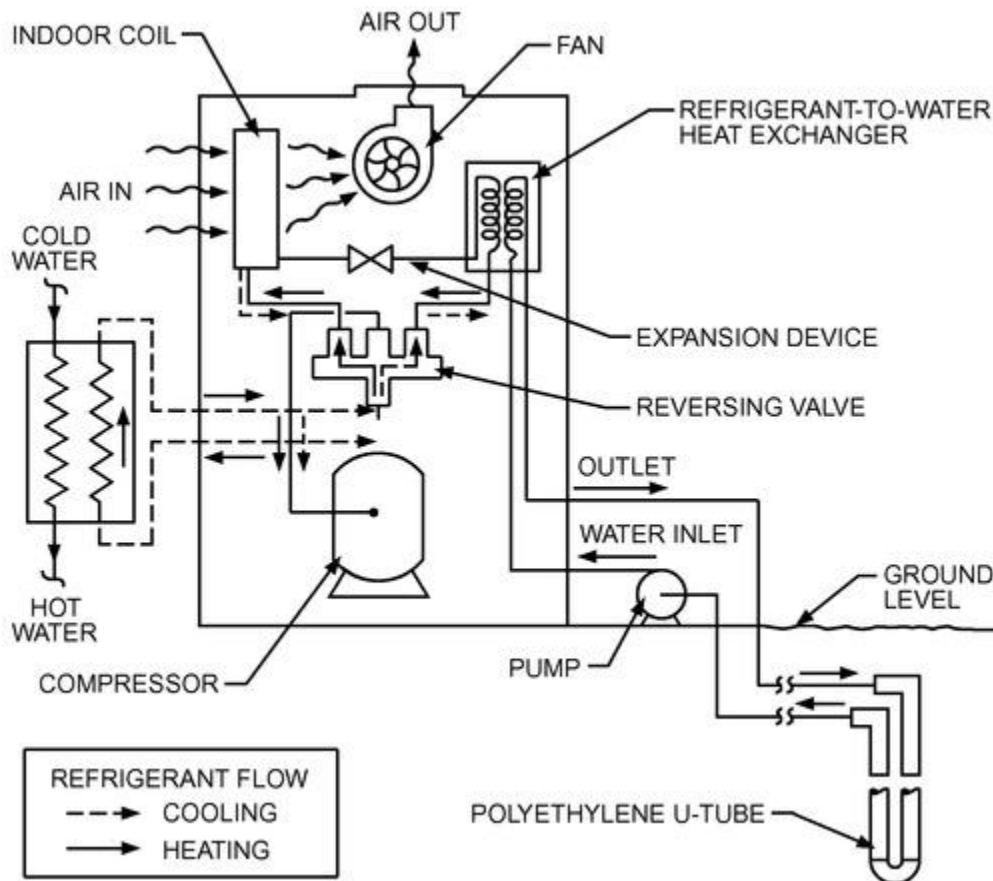 AIR OUT
INDOOR COIL
FAN
REFRIGERANT-TO-WATER
HEAT EXCHANGER
AIR IN
COLD
WATER
EXPANSION DEVICE
REVERSING VALVE
OUTLET
WATER INLET
GROUND
LEVEL
HOT
WATER
PUMP
COMPRESSOR
REFRIGERANT FLOW
COOLING
HEATING
POLYETHYLENE U-TUBE